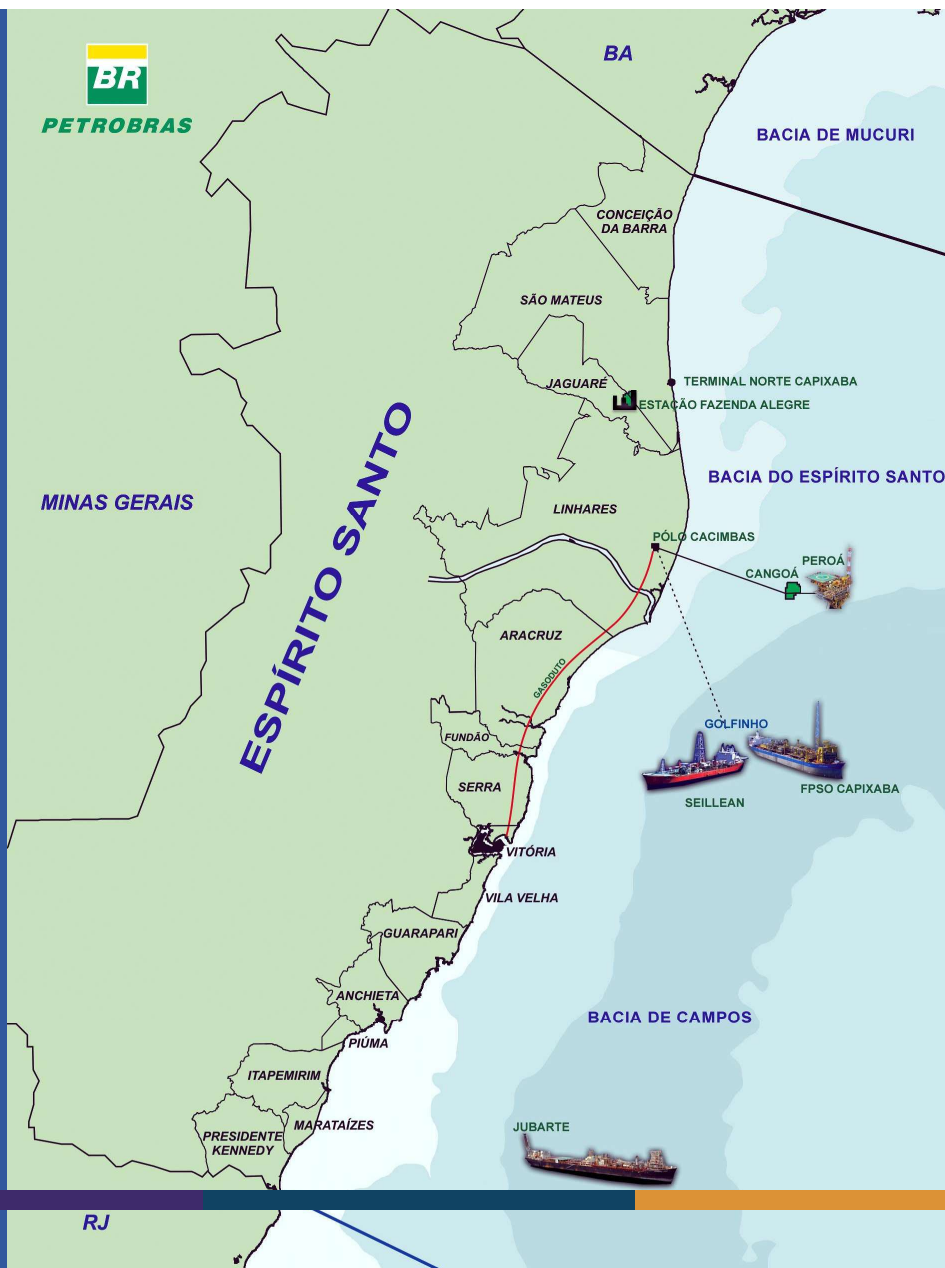 BA
BR
PETROBRAS
BACIA DE MUCURI
CONCEIÇÃO
DA BARRA
SÃO MATEUS
JAGUARÉ
TERMINAL NORTE CAPIXABA
ESTAÇÃO FAZENDA ALEGRE
BACIA DO ESPÍRITO SANTO
MINAS GERAIS
ESPÍRITO SANTO
LINHARES
PÓLO CACIMBAS
PEROÁ
CANGOÁ
ARACRUZ
GASODUTO
GOLFINHO
FUNDÃO
SERRA
FPSO CAPIXABA
SEILLEAN
VITÓRIA
VILA VELHA
GUARAPARI
ANCHIETA
BACIA DE CAMPOS
PIÚMA
ITAPEMIRIM
MARATAÍZES
JUBARTE
PRESIDENTE
KENNEDY
RJ